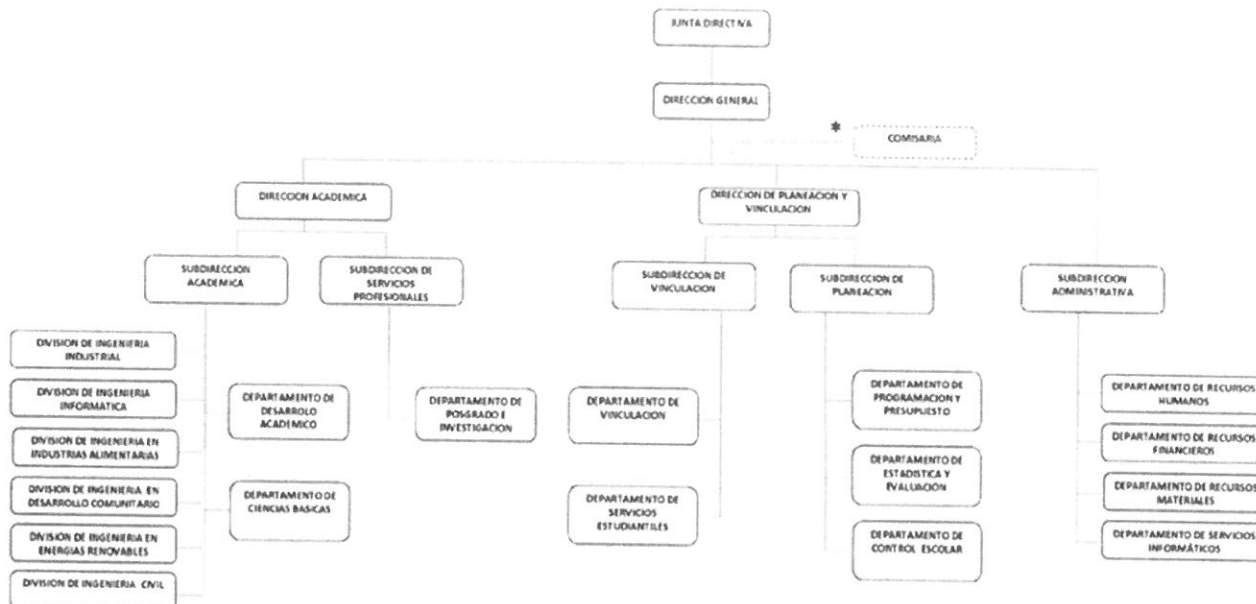 JUNTA DIRECTIVA
DIRECCION GENERAL
*
COMISARIA
DIRECCION ACADEMICA
DIRECCION DE PLANEACION Y
VINCULACION
SUBDIRECCION
ACADEMICA
SUBDIRECCION DE
SERVICIOS
PROFESIONALES
SUBDIRECCION DE
VINCULACION
SUBDIRECCION DE
PLANEACION
SUBDIRECCION
ADMINISTRATIVA
DIVISION DE INGENIERIA
INDUSTRIAL
DIVISION DE INGENIERIA
INFORMÁTICA
DIVISION DE INGENIERIA EN
INDUSTRIAS ALIMENTARIAS
DIVISION DE INGENIERIA EN
DESARROLLO COMUNITARIO
DIVISION DE INGENIERIA EN
ENERGIAS RENOVABLES
DIVISION DE INGENIERIA CIVIL
DEPARTAMENTO DE
DESARROLO
ACADEMICO
DEPARTAMENTO DE
CIENCIAS BASICAS
DEPARTAMENTO DE
POSGRADO E
INVESTIGACION
DEPARTAMENTO DE
VINCULACION
DEPARTAMENTO DE
SERVICIOS
ESTUDIANTILES
DEPARTAMENTO DE
PROGRAMACION Y
PRESUPUESTO
DEPARTAMENTO DE
ESTADISTICA Y
EVALUACIÓN
DEPARTAMENTO DE
CONTROL ESCOLAR
DEPARTAMENTO DE RECURSOS
HUMANOS
DEPARTAMENTO DE RECURSOS
FINANCIEROS
DEPARTAMENTO DE RECURSOS
MATERIALES
DEPARTAMENTO DE SERVICIOS
INFORMÁTICOS